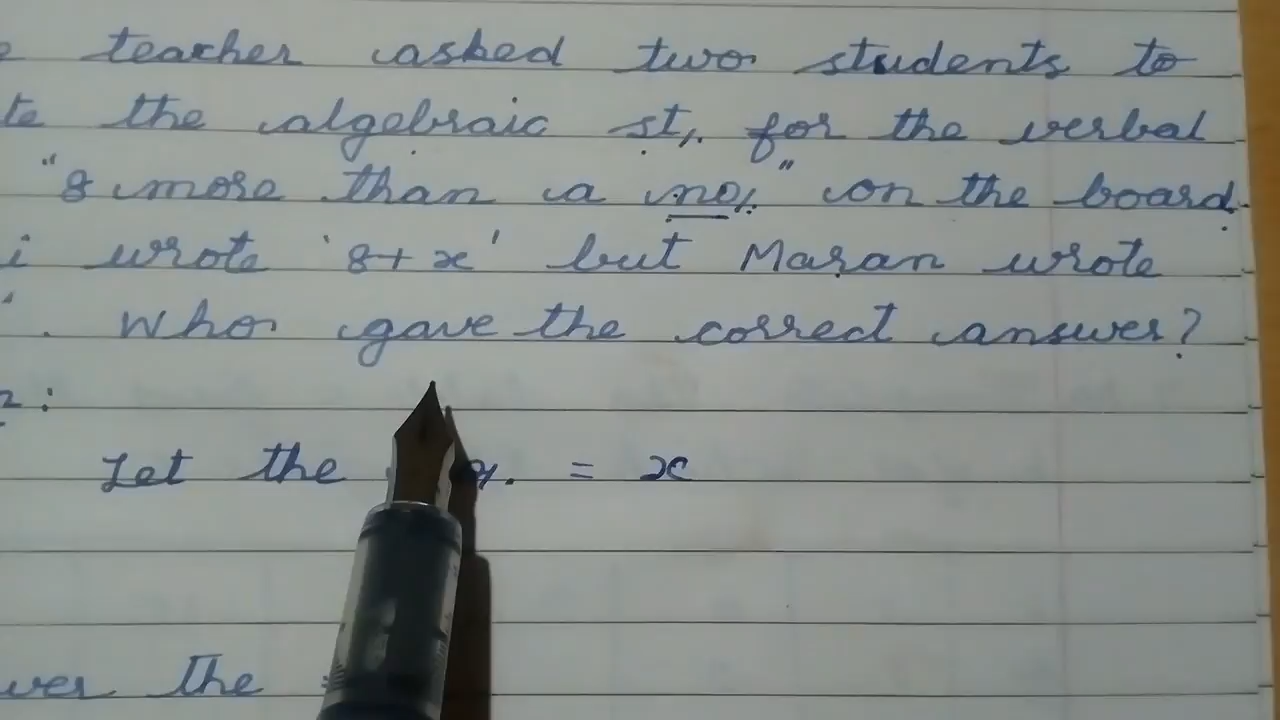 teacher asked two students to
te the algebraic st,. for the verbal
"8 more than a no,." on the board.
i wrote '8+x' but Maran wrote
'. Who gave the correct answer?
:
Let the = x
wer the